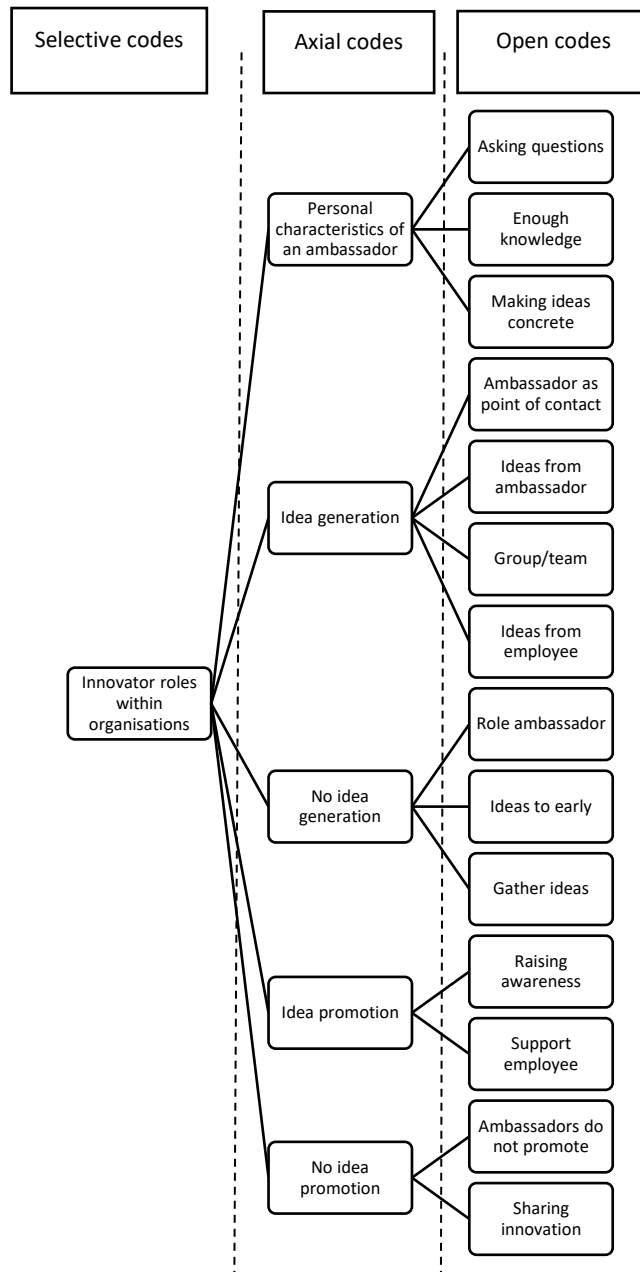 Selective codes
Axial codes
Open codes
Asking questions
Personal
characteristics of
an ambassador
Enough
knowledge
Making ideas
concrete
Ambassador as
point of contact
Ideas from
ambassador
Idea generation
Group/team
Ideas from
employee
Innovator roles
within
organisations
Role ambassador
No idea
generation
Ideas to early
Gather ideas
Raising
awareness
Idea promotion
Support
employee
Ambassadors do
not promote
No idea
promotion
Sharing
innovation